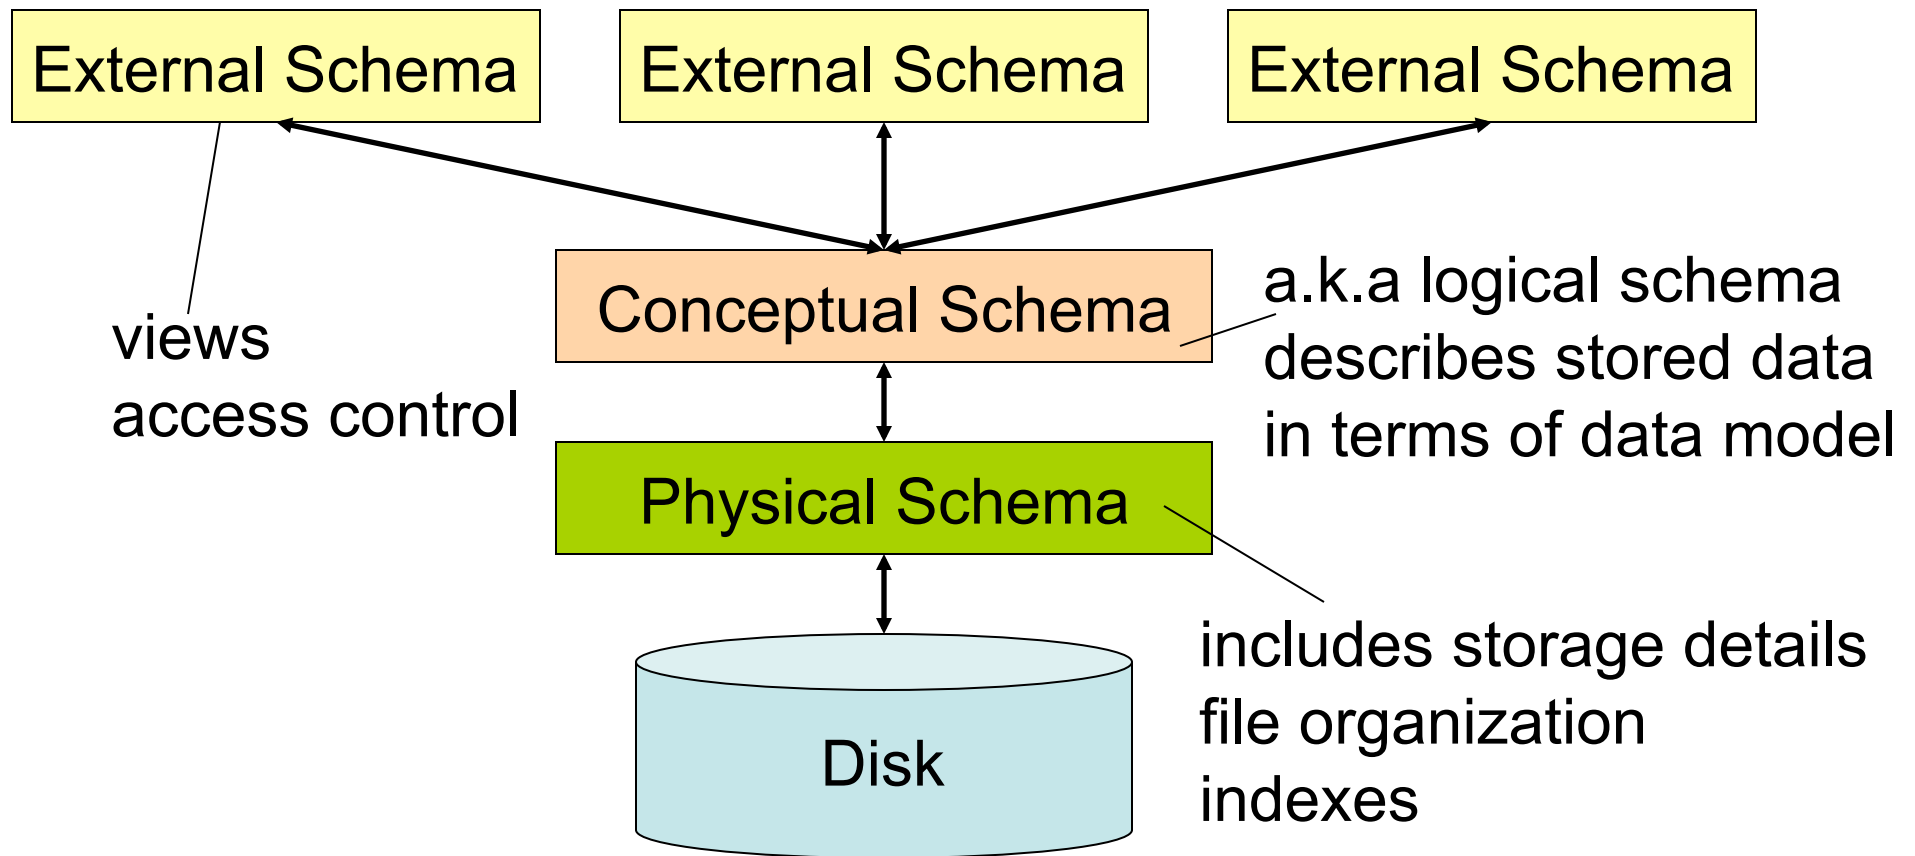 External Schema
External Schema
External Schema
views
access control
Conceptual Schema
a.k.a logical schema
describes stored data
in terms of data model
Physical Schema
includes storage details
file organization
indexes
Disk